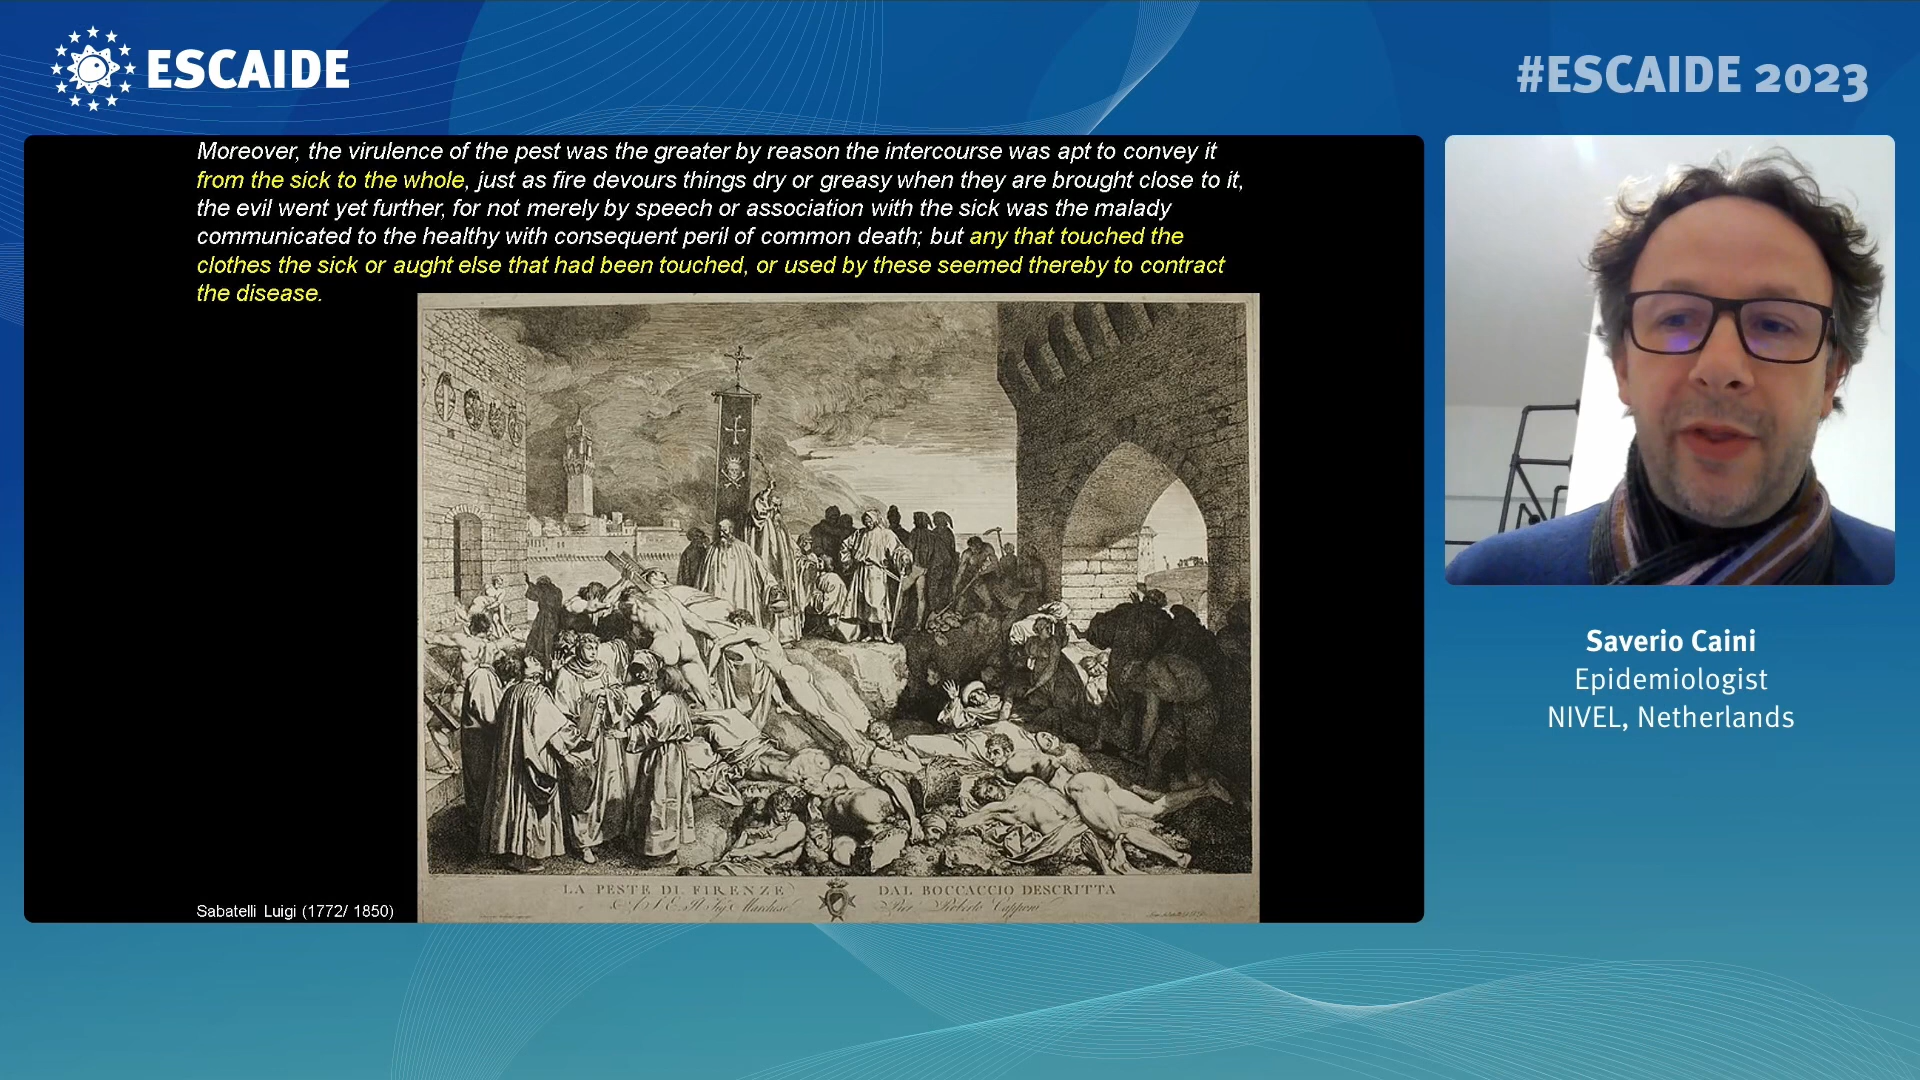 ESCAIDE
#ESCAIDE 2023
Moreover, the virulence of the pest was the greater by reason the intercourse was apt to convey it
from the sick to the whole, just as fire devours things dry or greasy when they are brought close to it,
the evil went yet further, for not merely by speech or association with the sick was the malady
communicated to the healthy with consequent peril of common death; but any that touched the
clothes the sick or aught else that had been touched, or used by these seemed thereby to contract
the disease.
LA PESTE DI FIRENZE DAL BOCCACCIO DESCRITTA
Marchese Pier Roberto Capponi
Sabatelli Luigi (1772/ 1850)
Saverio Caini
Epidemiologist
NIVEL, Netherlands